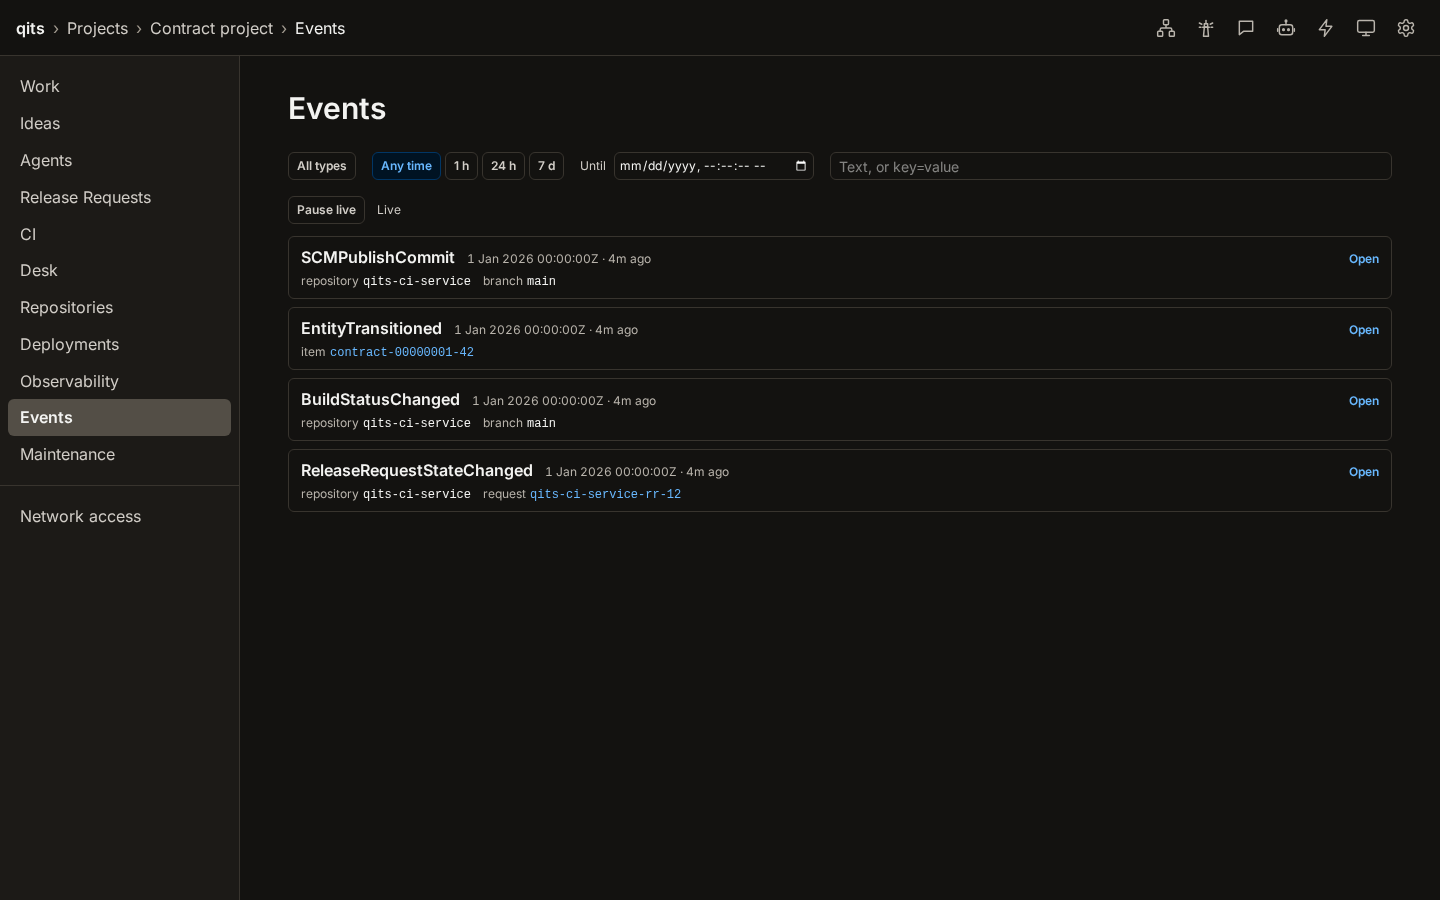 qits › Projects › Contract project › Events
Work
Ideas
Agents
Release Requests
CI
Desk
Repositories
Deployments
Observability
Events
Maintenance
Network access
Events
All types Any time 1 h 24 h 7 d Until mm/dd/yyyy, --:--:-- -- Text, or key=value
Pause live Live
SCMPublishCommit 1 Jan 2026 00:00:00Z · 4m ago Open
repository qits-ci-service branch main
EntityTransitioned 1 Jan 2026 00:00:00Z · 4m ago Open
item contract-00000001-42
BuildStatusChanged 1 Jan 2026 00:00:00Z · 4m ago Open
repository qits-ci-service branch main
ReleaseRequestStateChanged 1 Jan 2026 00:00:00Z · 4m ago Open
repository qits-ci-service request qits-ci-service-rr-12